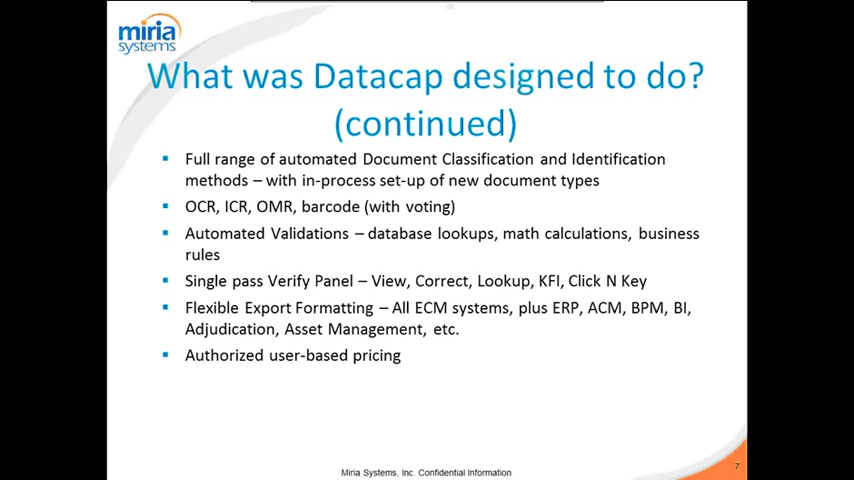 miria
systems
What was Datacap designed to do?
(continued)
Full range of automated Document Classification and Identification
methods – with in-process set-up of new document types
OCR, ICR, OMR, barcode (with voting)
Automated Validations – database lookups, math calculations, business
rules
Single pass Verify Panel – View, Correct, Lookup, KFI, Click N Key
Flexible Export Formatting – All ECM systems, plus ERP, ACM, BPM, BI,
Adjudication, Asset Management, etc.
Authorized user-based pricing
Miria Systems, Inc. Confidential Information
7